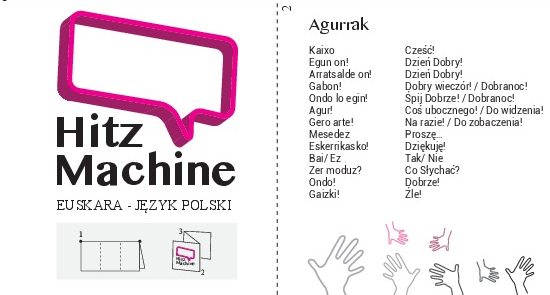 Hitz
Machine
EUSKARA - JĘZYK POLSKI
1
3
2
Hitz
Machine
2
Agurrak
Kaixo Cześć!
Egun on! Dzień Dobry!
Arratsalde on! Dzień Dobry!
Gabon! Dobry wieczór! / Dobranoc!
Ondo lo egin! Śpij Dobrze! / Dobranoc!
Agur! Coś ubocznego! / Do widzenia!
Gero arte! Na razie! / Do zobaczenia!
Mesedez Proszę...
Eskerrikasko! Dziękuję!
Bai/ Ez Tak/ Nie
Zer moduz? Co Słychać?
Ondo! Dobrze!
Gaizki! Źle!